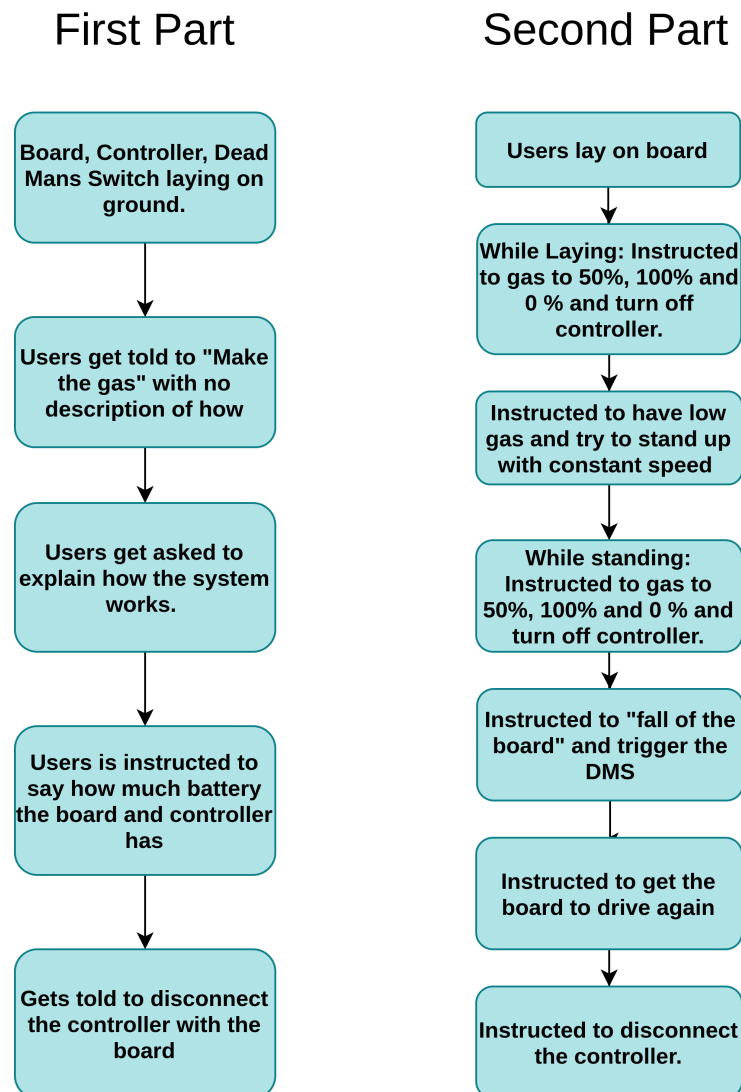 First Part
Board, Controller, Dead
Mans Switch laying on
ground.
Users get told to "Make
the gas" with no
description of how
Users get asked to
explain how the system
works.
Users is instructed to
say how much battery
the board and controller
has
Gets told to disconnect
the controller with the
board
Second Part
Users lay on board
While Laying: Instructed
to gas to 50%, 100% and
0 % and turn off
controller.
Instructed to have low
gas and try to stand up
with constant speed
While standing:
Instructed to gas to
50%, 100% and 0 % and
turn off controller.
Instructed to "fall of the
board" and trigger the
DMS
Instructed to get the
board to drive again
Instructed to disconnect
the controller.